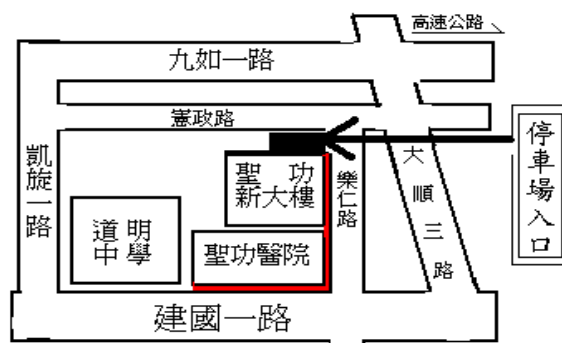 高速公路
九如一路
憲政路
凱旋一路
聖功
新大樓
樂仁路
大順三路
停車場入口
道明
中學
聖功醫院
建國一路